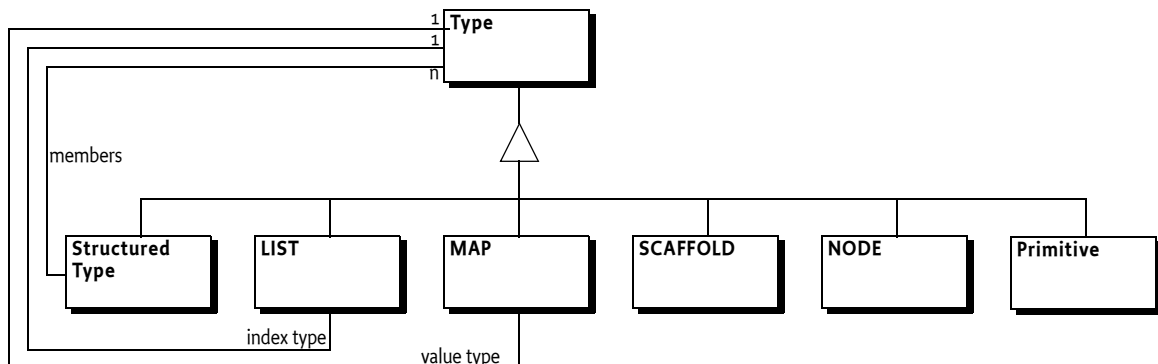 1
Type
1
n
members
Structured
Type
LIST
MAP
SCAFFOLD
NODE
Primitive
index type
value type